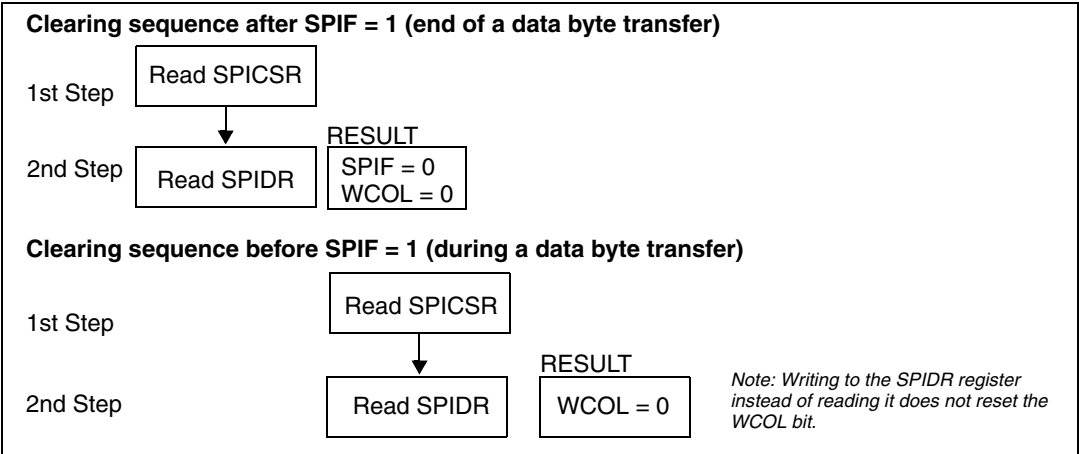 Clearing sequence after SPIF = 1 (end of a data byte transfer)
1st Step
Read SPICSR
RESULT
2nd Step
Read SPIDR
SPIF = 0
WCOL = 0
Clearing sequence before SPIF = 1 (during a data byte transfer)
1st Step
Read SPICSR
RESULT
2nd Step
Read SPIDR
WCOL = 0
Note: Writing to the SPIDR register
instead of reading it does not reset the
WCOL bit.